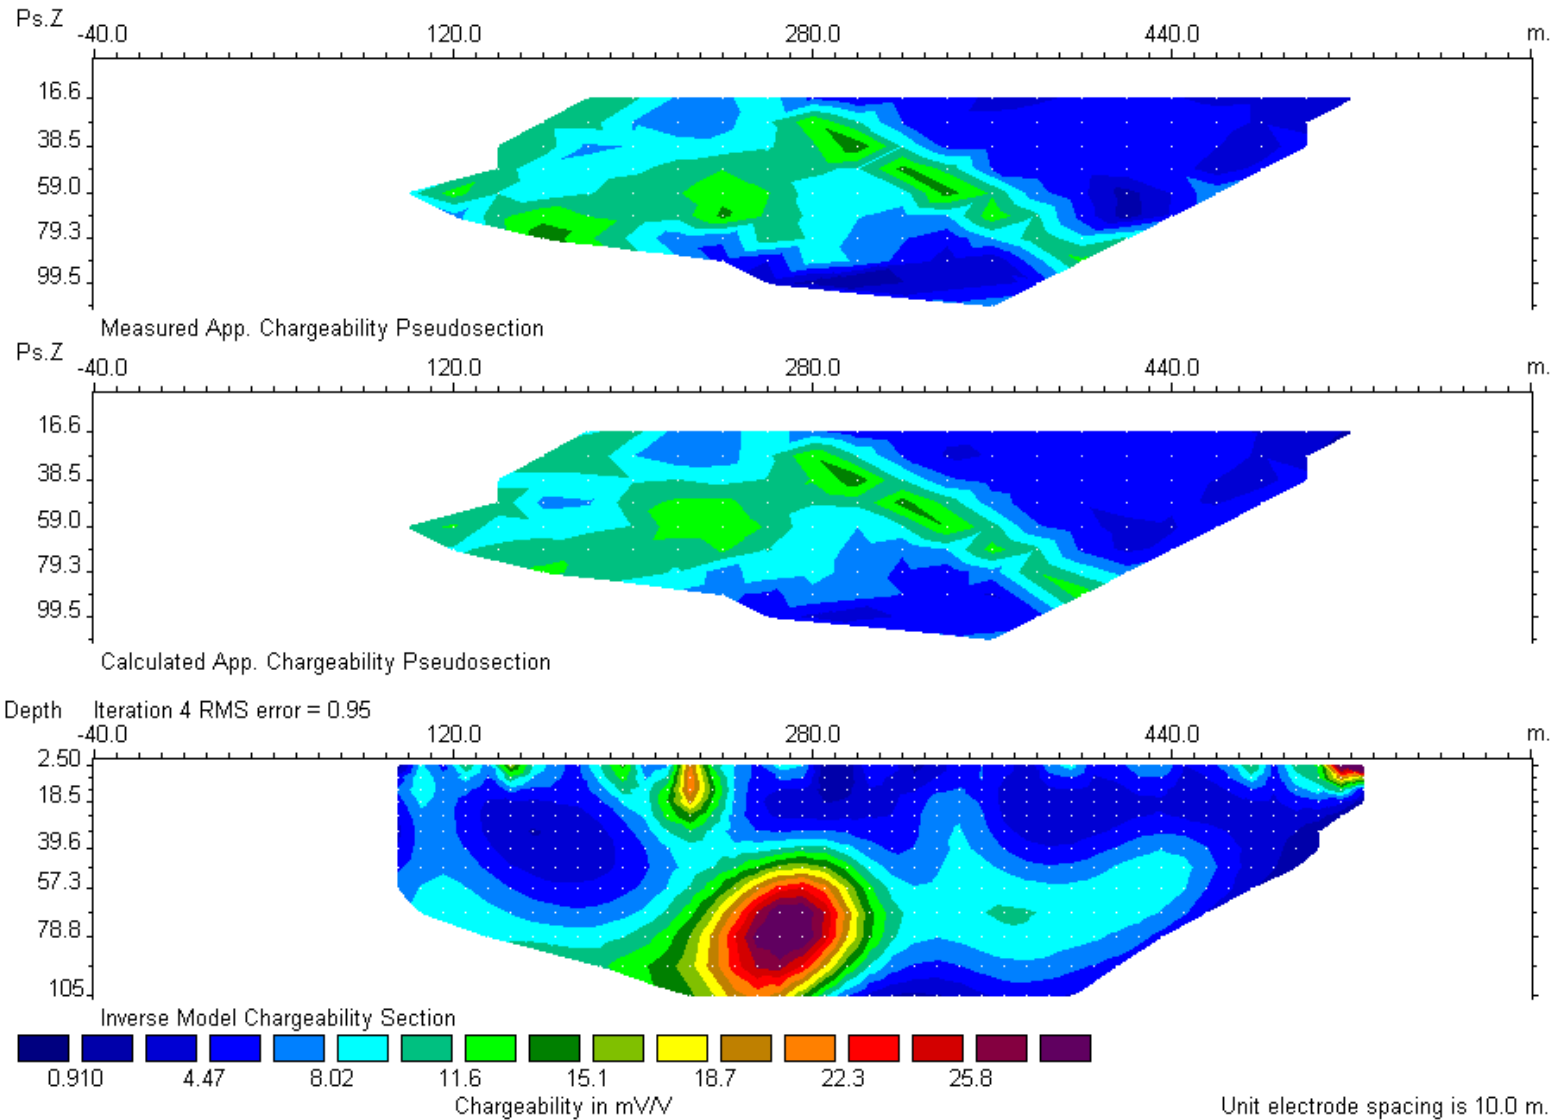 Ps.Z
-40.0 120.0 280.0 440.0 m.
16.6
38.5
59.0
79.3
99.5
Measured App. Chargeability Pseudosection
Ps.Z
-40.0 120.0 280.0 440.0 m.
16.6
38.5
59.0
79.3
99.5
Calculated App. Chargeability Pseudosection
Depth Iteration 4 RMS error = 0.95
-40.0 120.0 280.0 440.0 m.
2.50
18.5
39.6
57.3
78.8
105.
Inverse Model Chargeability Section
0.910 4.47 8.02 11.6 15.1 18.7 22.3 25.8
Chargeability in mV/V Unit electrode spacing is 10.0 m.